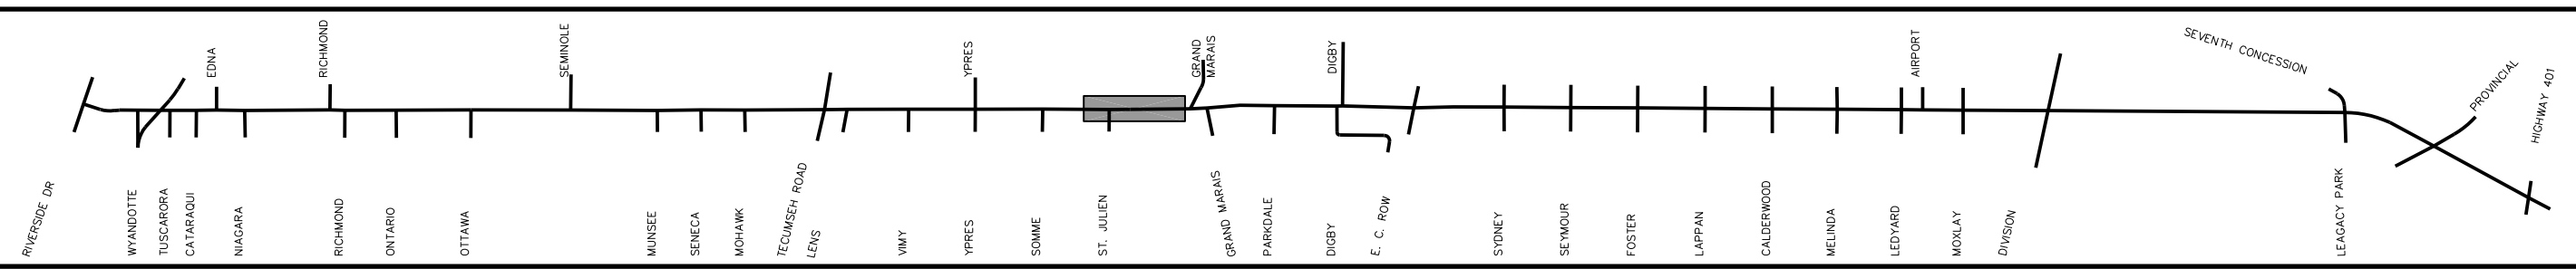 EDNA
RICHMOND
SEMINOLE
YPRES
GRAND
MARAIS
DIGBY
AIRPORT
SEVENTH CONCESSION
PROVINCIAL
HIGHWAY 401
RIVERSIDE DR
WYANDOTTE
TUSCARORA
CATARAQUI
NIAGARA
RICHMOND
ONTARIO
OTTAWA
MUNSEE
SENECA
MOHAWK
TECUMSEH ROAD
LENS
VIMY
YPRES
SOMME
ST. JULIEN
GRAND MARAIS
PARKDALE
DIGBY
E. C. ROW
SYDNEY
SEYMOUR
FOSTER
LAPPAN
CALDERWOOD
MELINDA
LEDYARD
MOXLAY
DIVISION
LEAGACY PARK